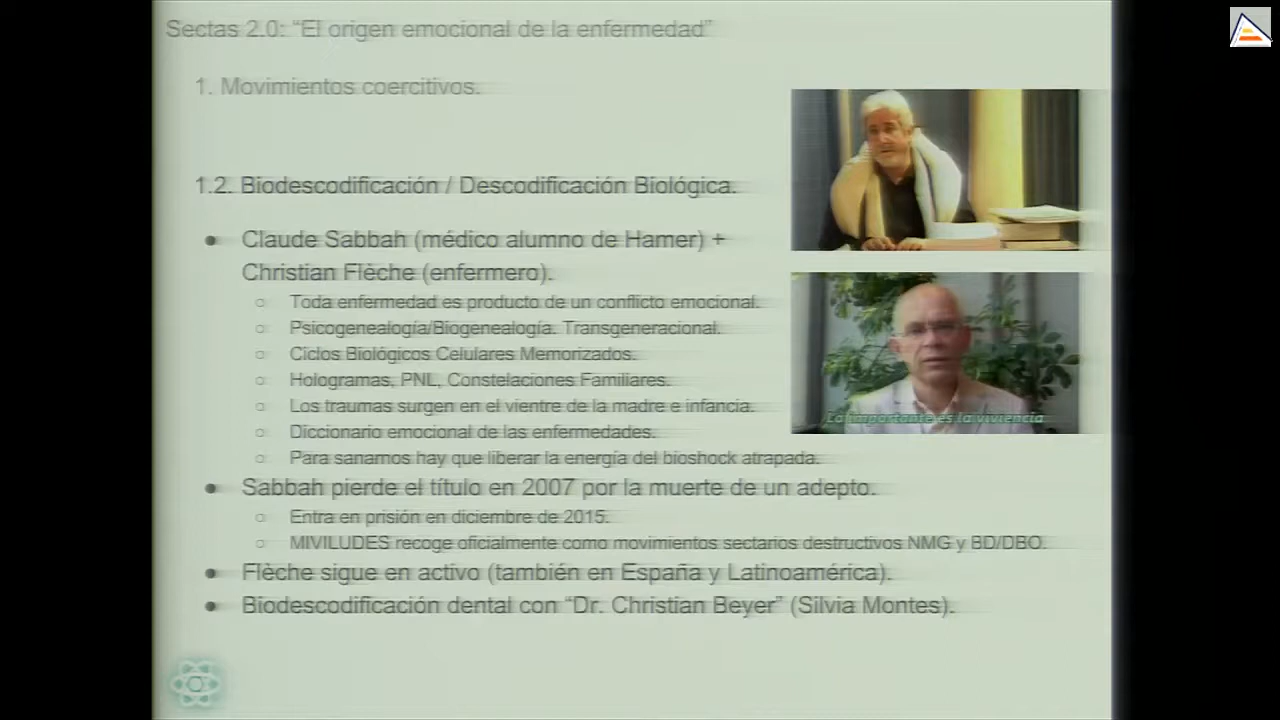 Sectas 2.0: “El origen emocional de la enfermedad”
1. Movimientos coercitivos.
1.2. Biodescodificación / Descodificación Biológica.
● Claude Sabbah (médico alumno de Hamer) +
Christian Flèche (enfermero).
○ Toda enfermedad es producto de un conflicto emocional.
○ Psicogenealogía/Biogenealogía. Transgeneracional.
○ Ciclos Biológicos Celulares Memorizados.
○ Hologramas, PNL, Constelaciones Familiares.
○ Los traumas surgen en el vientre de la madre e infancia.
○ Diccionario emocional de las enfermedades.
○ Para sanarnos hay que liberar la energía del bioshock atrapada.
● Sabbah pierde el título en 2007 por la muerte de un adepto.
○ Entra en prisión en diciembre de 2015.
○ MIVILUDES recoge oficialmente como movimientos sectarios destructivos NMG y BD/DBO.
● Flèche sigue en activo (también en España y Latinoamérica).
● Biodescodificación dental con “Dr. Christian Beyer” (Silvia Montes).
Lo importante es la vivencia